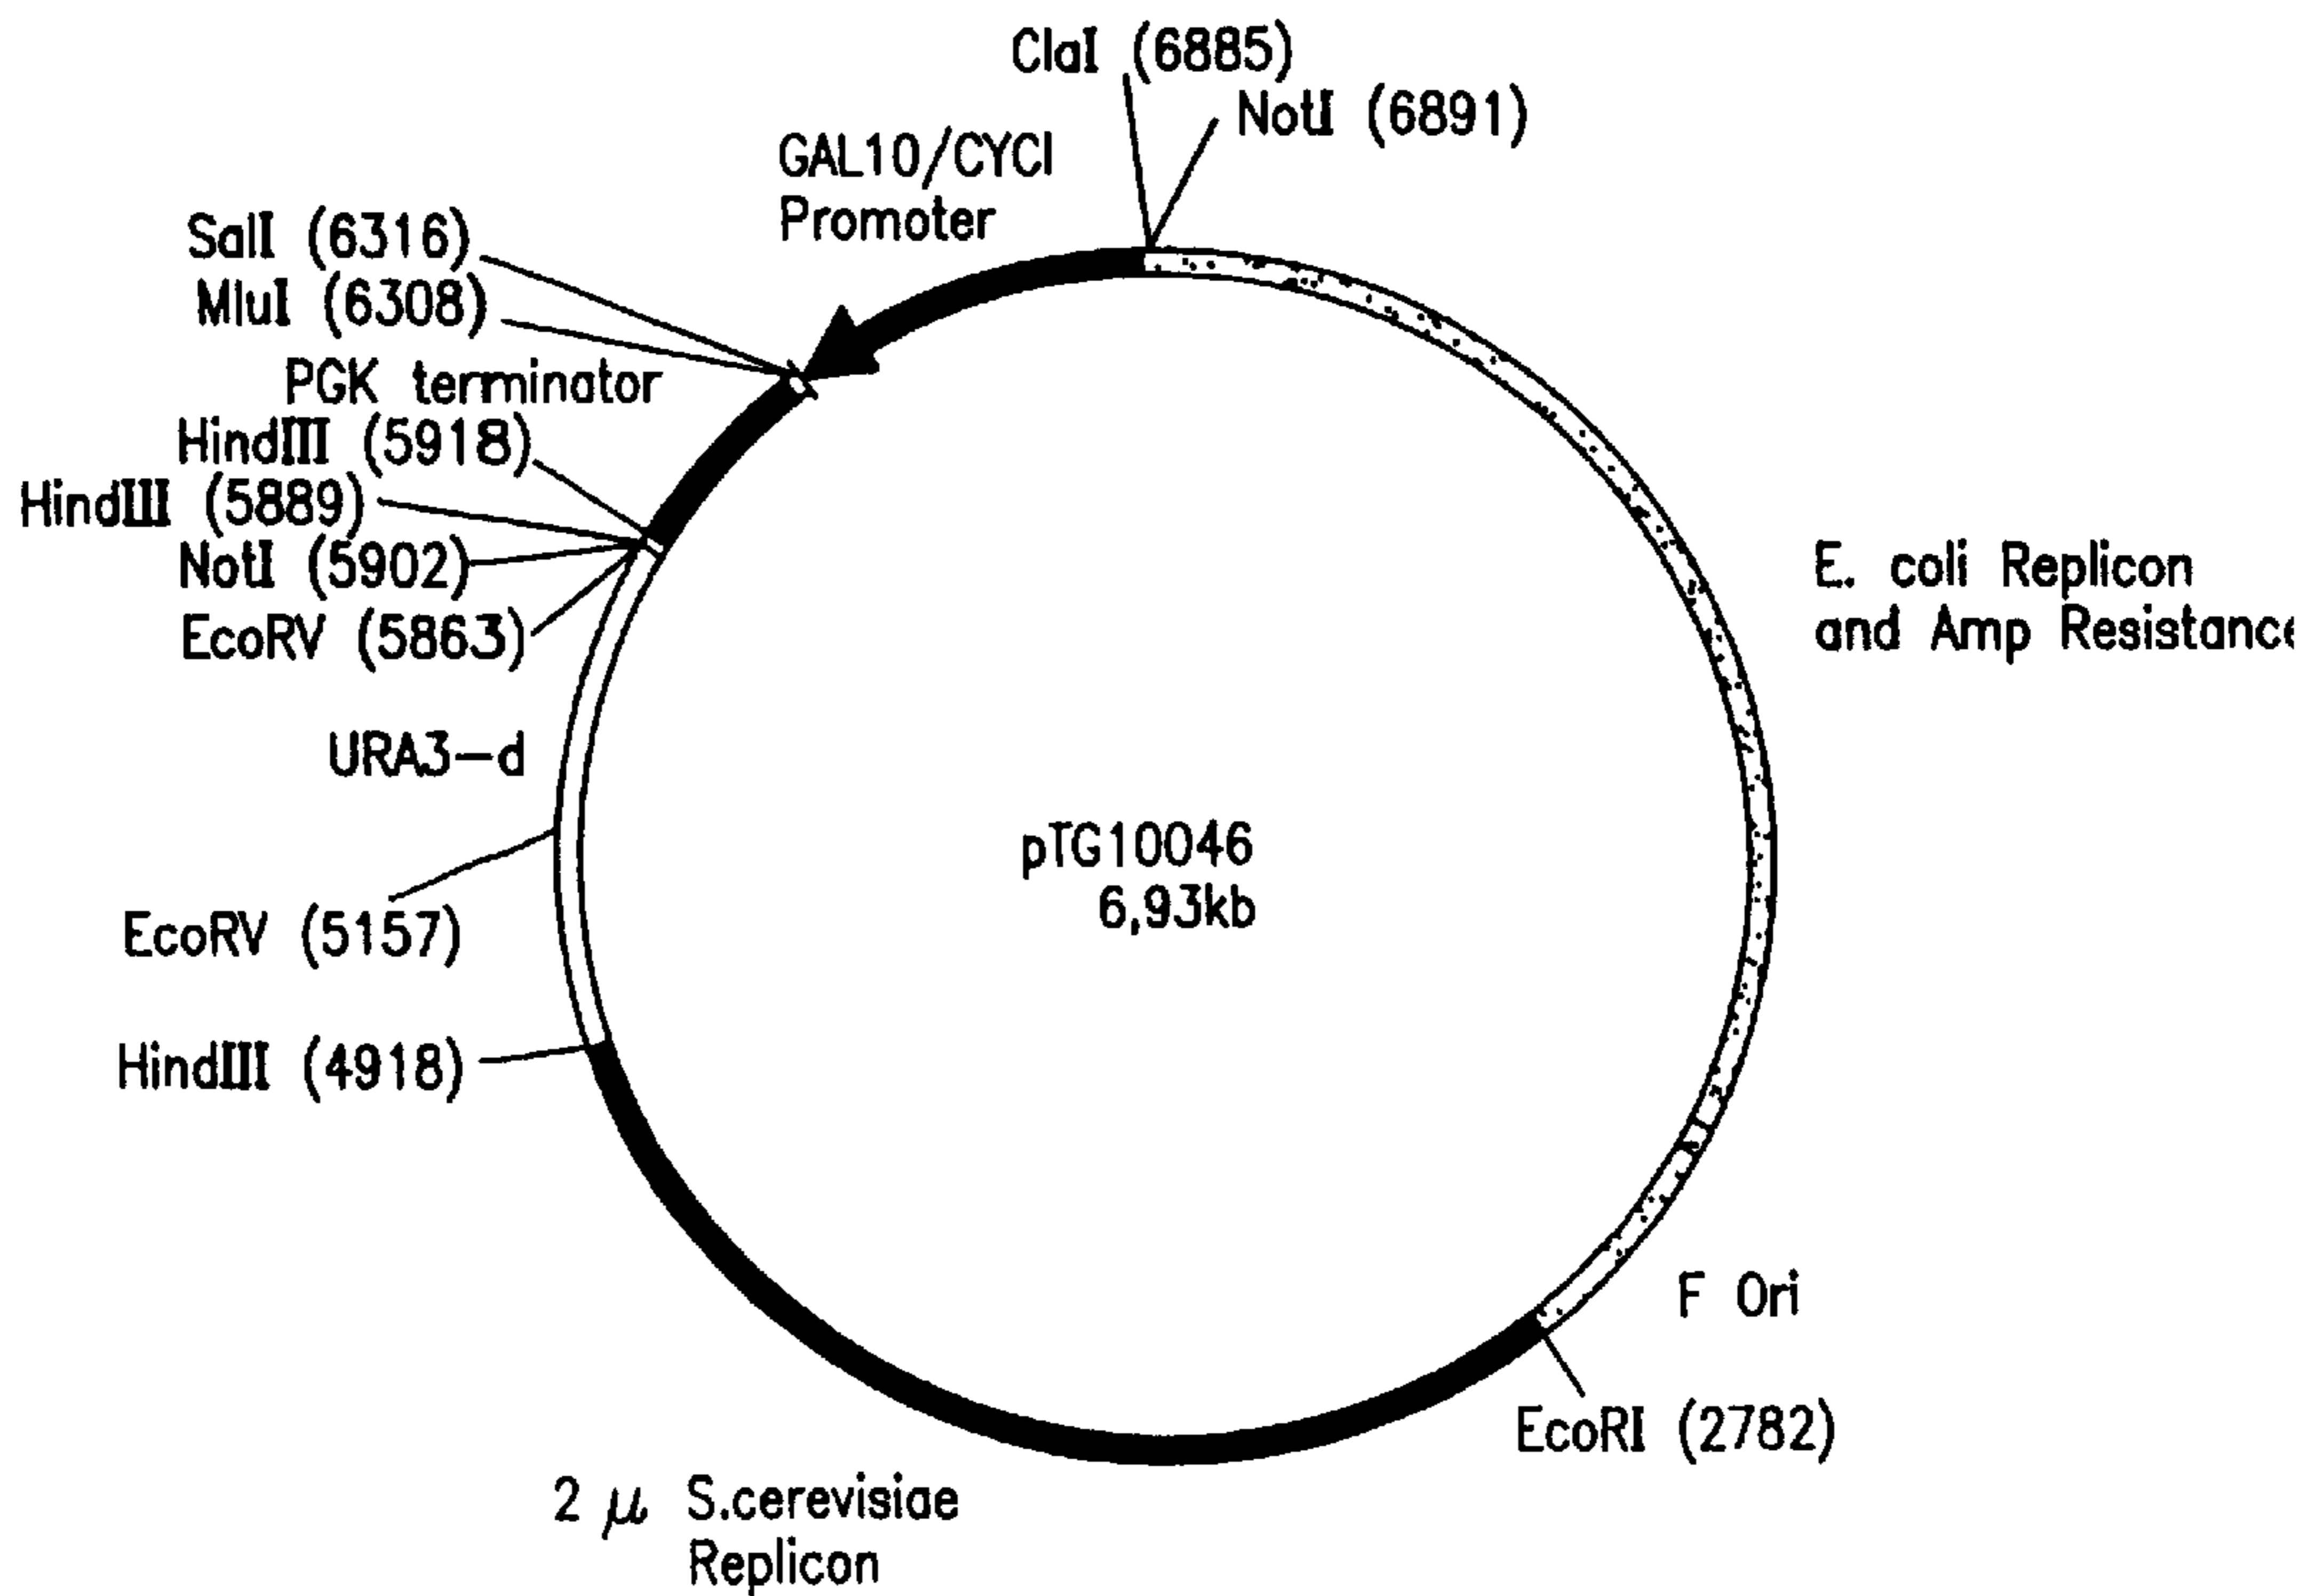 ClaI (6885)
NotI (6891)
GAL10/CYCI
Promoter
SalI (6316)
MluI (6308)
PGK terminator
HindIII (5918)
HindIII (5889)
NotI (5902)
EcoRV (5863)
E. coli Replicon
and Amp Resistance
URA3-d
pTG10046
6,93kb
EcoRV (5157)
HindIII (4918)
F Ori
EcoRI (2782)
2 μ S.cerevisiae
Replicon